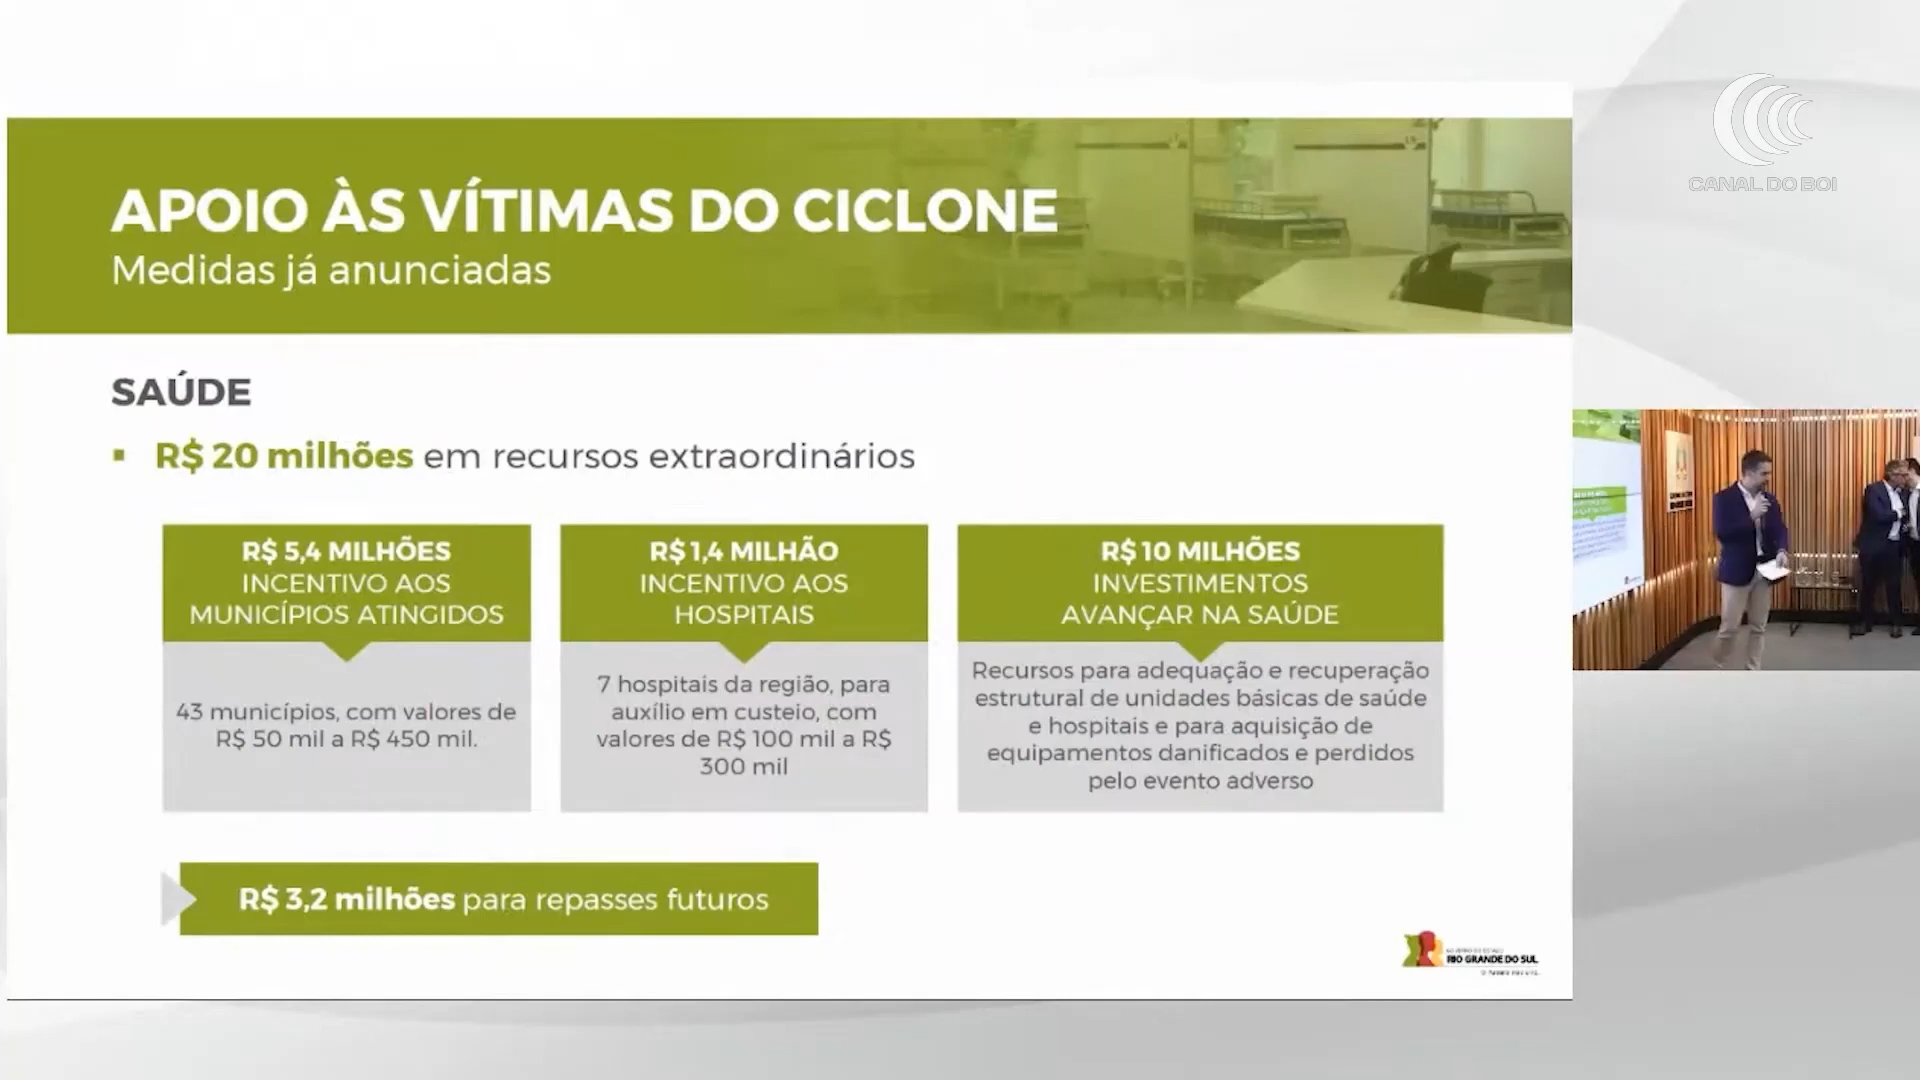 CANAL DO BOI
APOIO ÀS VÍTIMAS DO CICLONE
Medidas já anunciadas
SAÚDE
▪ R$ 20 milhões em recursos extraordinários
R$ 5,4 MILHÕES
INCENTIVO AOS
MUNICÍPIOS ATINGIDOS
43 municípios, com valores de
R$ 50 mil a R$ 450 mil.
R$ 1,4 MILHÃO
INCENTIVO AOS
HOSPITAIS
7 hospitais da região, para
auxílio em custeio, com
valores de R$ 100 mil a R$
300 mil
R$ 10 MILHÕES
INVESTIMENTOS
AVANÇAR NA SAÚDE
Recursos para adequação e recuperação
estrutural de unidades básicas de saúde
e hospitais e para aquisição de
equipamentos danificados e perdidos
pelo evento adverso
R$ 3,2 milhões para repasses futuros
RIO GRANDE DO SUL